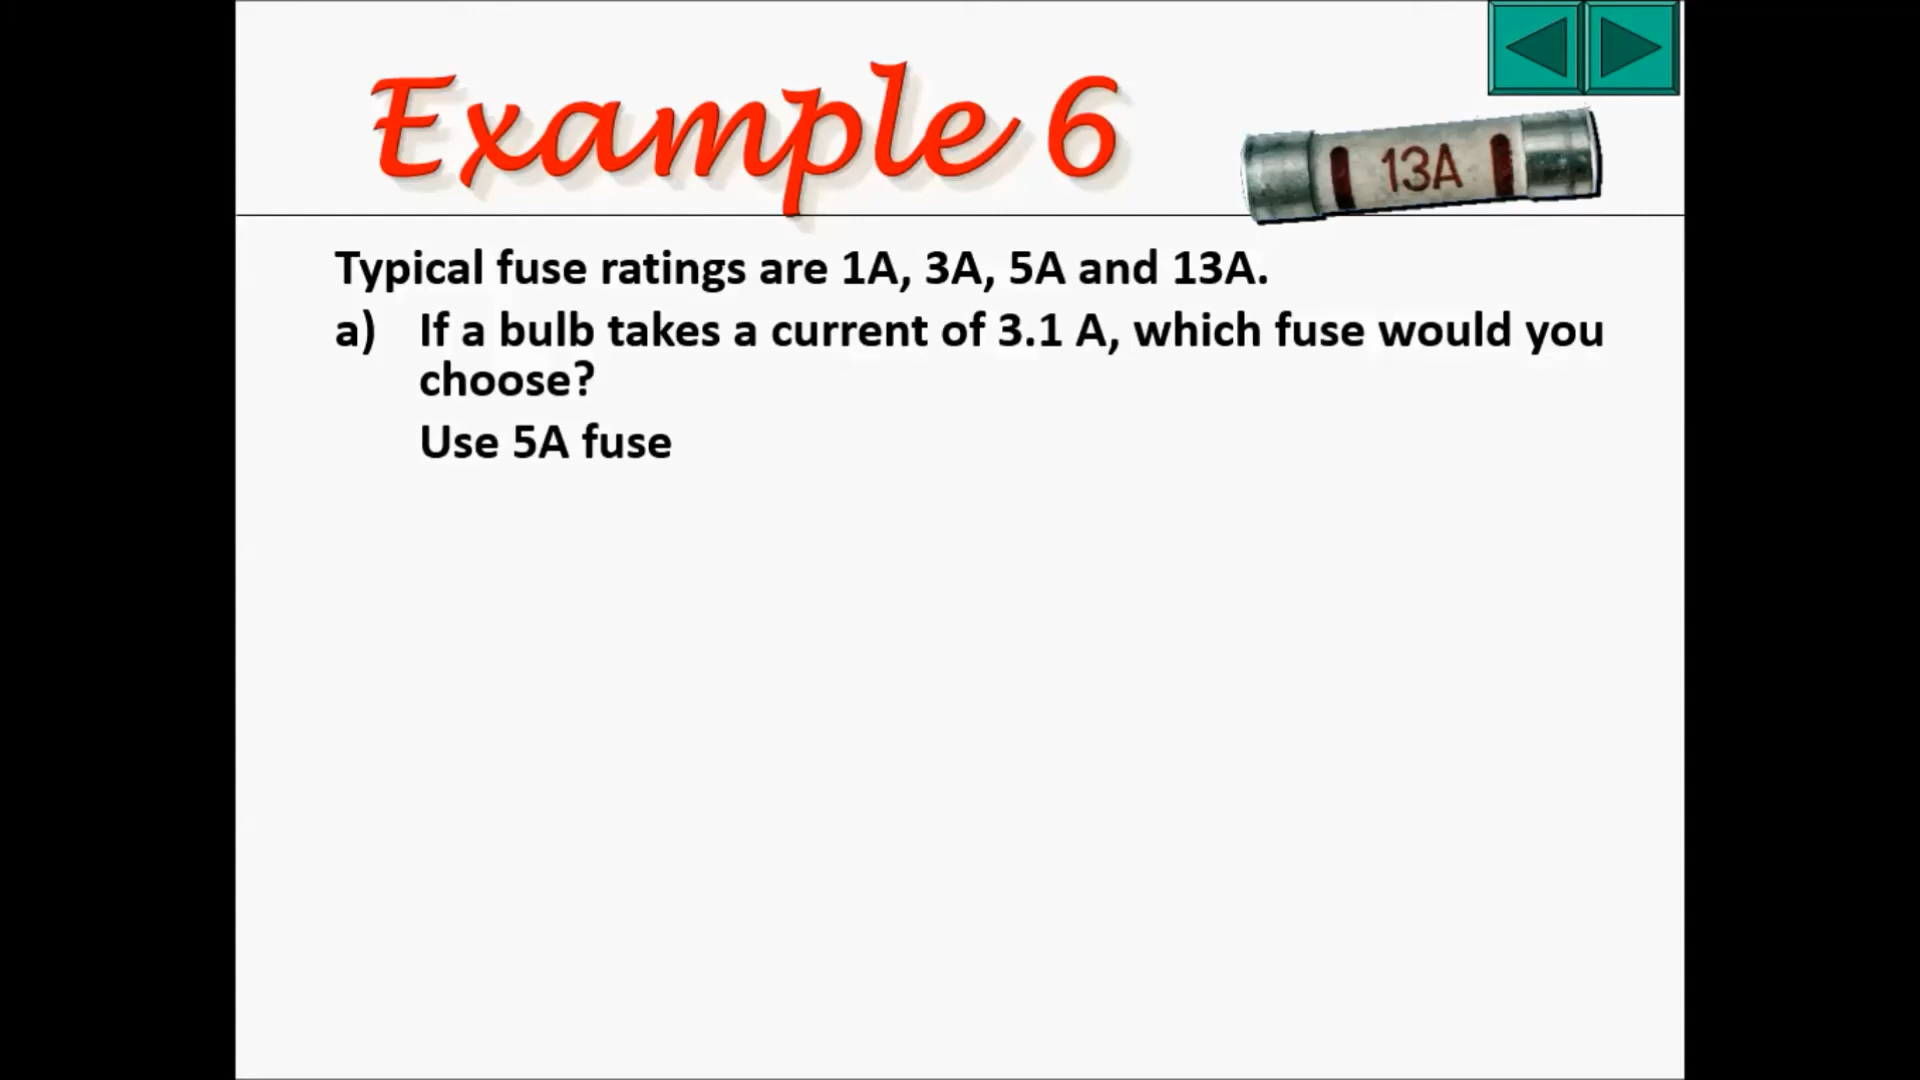 Example 6
13A
Typical fuse ratings are 1A, 3A, 5A and 13A.
a) If a bulb takes a current of 3.1 A, which fuse would you
choose?
Use 5A fuse